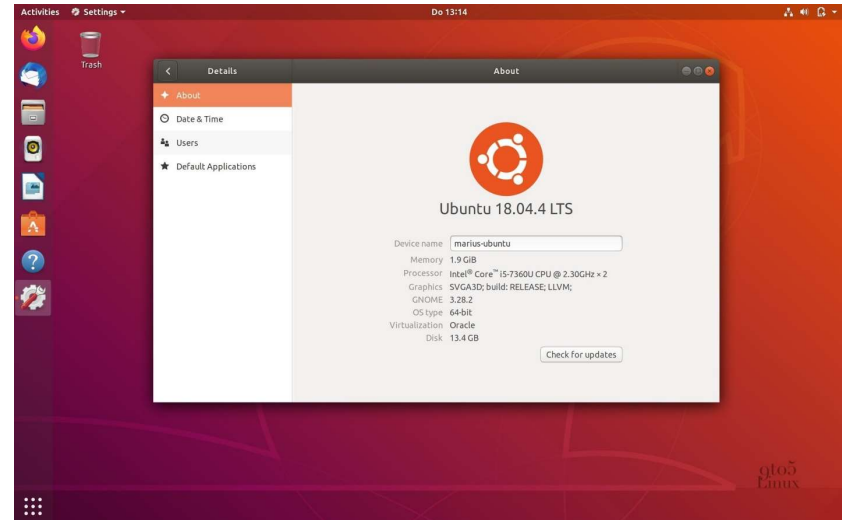 Activities Settings Do 13:14
Trash
Details About
About
Date & Time
Users
Default Applications
Ubuntu 18.04.4 LTS
Device name marius-ubuntu
Memory 1.9 GiB
Processor Intel® Core™ i5-7360U CPU @ 2.30GHz × 2
Graphics SVGA3D; build: RELEASE; LLVM;
GNOME 3.28.2
OS type 64-bit
Virtualization Oracle
Disk 13.4 GB
Check for updates
9to5
Linux